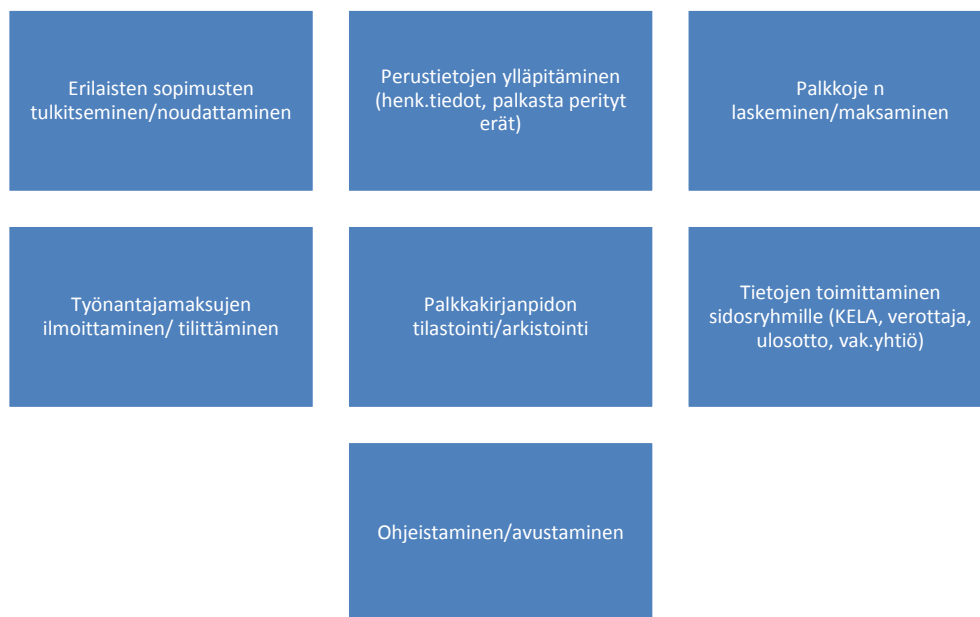 Erilaisten sopimusten
tulkitseminen/noudattaminen
Perustietojen ylläpitäminen
(henk.tiedot, palkasta perityt
erät)
Palkkoje n
laskeminen/maksaminen
Työnantajamaksujen
ilmoittaminen/ tilittäminen
Palkkakirjanpidon
tilastointi/arkistointi
Tietojen toimittaminen
sidosryhmille (KELA, verottaja,
ulosotto, vak.yhtiö)
Ohjeistaminen/avustaminen